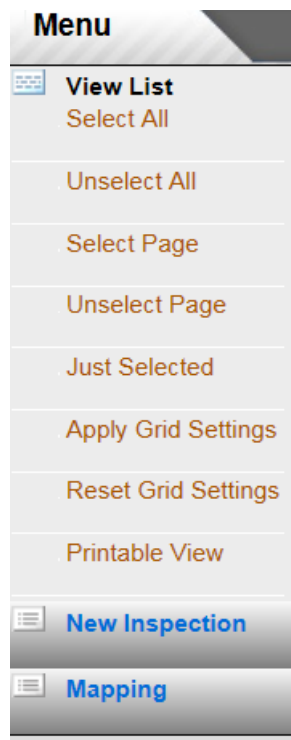 Menu
View List
Select All
Unselect All
Select Page
Unselect Page
Just Selected
Apply Grid Settings
Reset Grid Settings
Printable View
New Inspection
Mapping